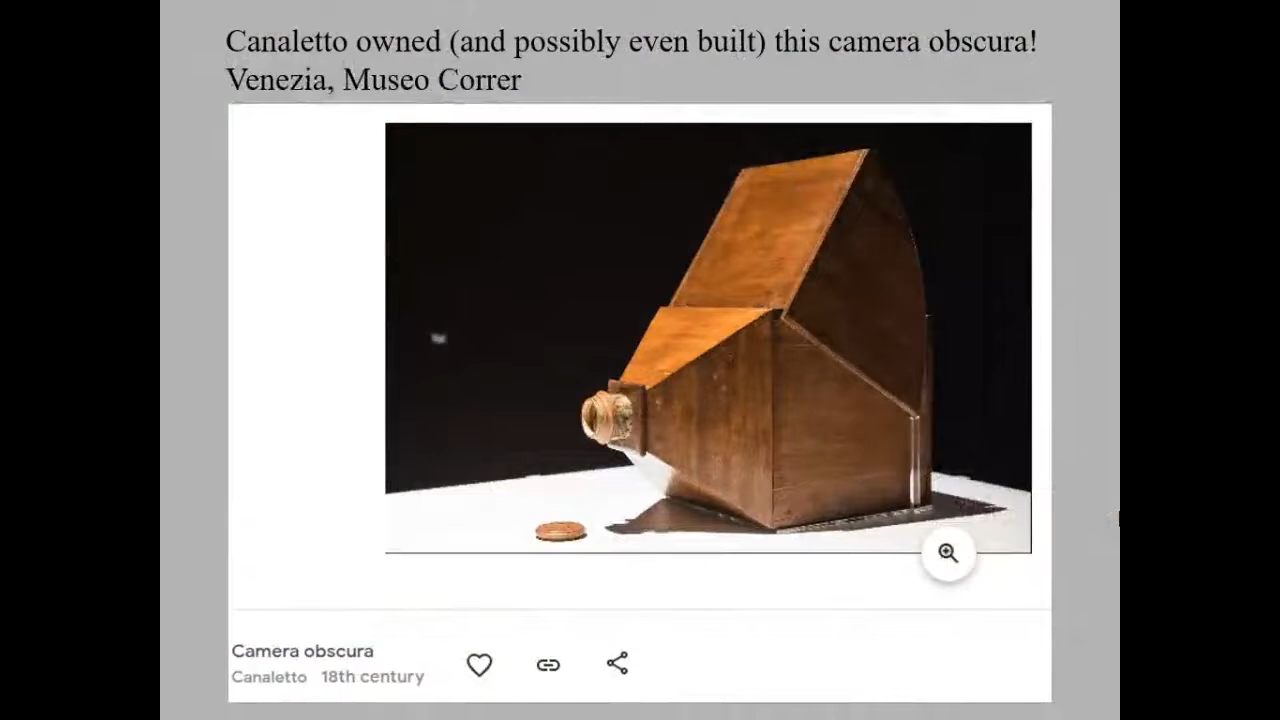 Canaletto owned (and possibly even built) this camera obscura!
Venezia, Museo Correr
Camera obscura
Canaletto 18th century